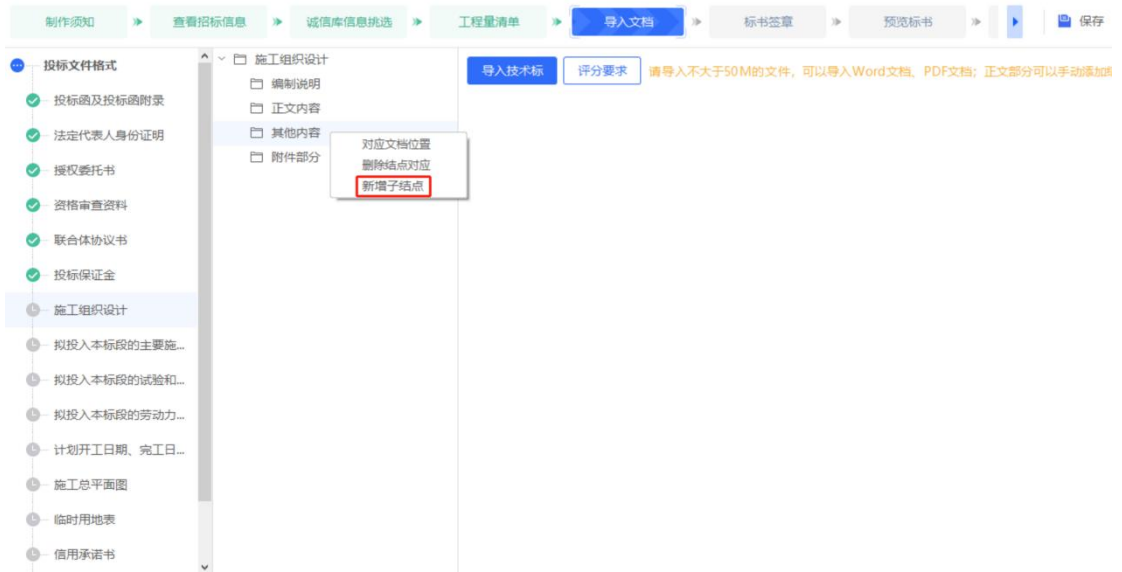 制作须知
查看招标信息
诚信库信息挑选
工程量清单
导入文档
标书签章
预览标书
保存
投标文件格式
投标函及投标函附录
法定代表人身份证明
授权委托书
资格审查资料
联合体协议书
投标保证金
施工组织设计
拟投入本标段的主要施...
拟投入本标段的试验和...
拟投入本标段的劳动力...
计划开工日期、完工日...
施工总平面图
临时用地表
信用承诺书
施工组织设计
编制说明
正文内容
其他内容
附件部分
对应文档位置
删除结点对应
新增子结点
导入技术标
评分要求
请导入不大于50M的文件，可以导入Word文档、PDF文档；正文部分可以手动添加